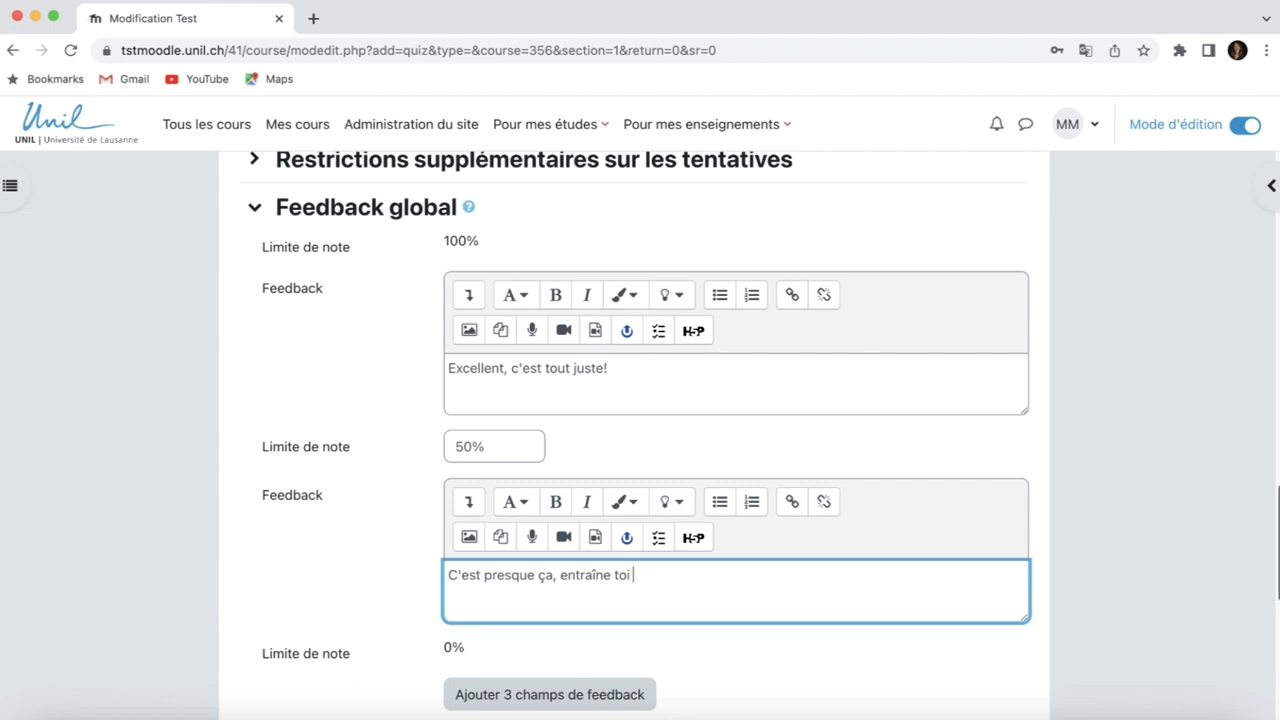 Modification Test
tstmoodle.unil.ch/41/course/modedit.php?add=quiz&type=&course=356&section=1&return=0&sr=0
Bookmarks Gmail YouTube Maps
Unil
UNIL | Université de Lausanne
Tous les cours Mes cours Administration du site Pour mes études Pour mes enseignements MM Mode d'édition
Restrictions supplémentaires sur les tentatives
Feedback global ?
Limite de note 100%
Feedback
A B I
H-P
Excellent, c'est tout juste!
Limite de note 50%
Feedback
A B I
H-P
C'est presque ça, entraîne toi
Limite de note 0%
Ajouter 3 champs de feedback